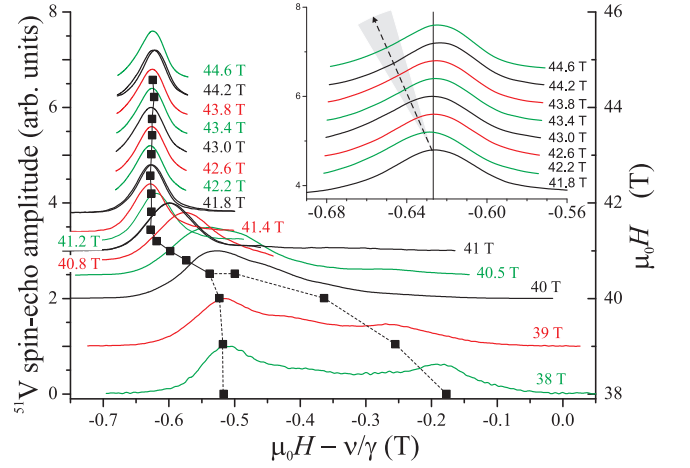 8
6
4
2
0
⁵¹V spin-echo amplitude (arb. units)
-0.7
-0.6
-0.5
-0.4
-0.3
-0.2
-0.1
0.0
μ₀H − ν/γ (T)
46
44
42
40
38
μ₀H (T)
44.6 T
44.2 T
43.8 T
43.4 T
43.0 T
42.6 T
42.2 T
41.8 T
41.4 T
41.2 T
41 T
40.8 T
40.5 T
40 T
39 T
38 T
8
7
6
5
4
-0.68
-0.64
-0.60
-0.56
44.6 T
44.2 T
43.8 T
43.4 T
43.0 T
42.6 T
42.2 T
41.8 T